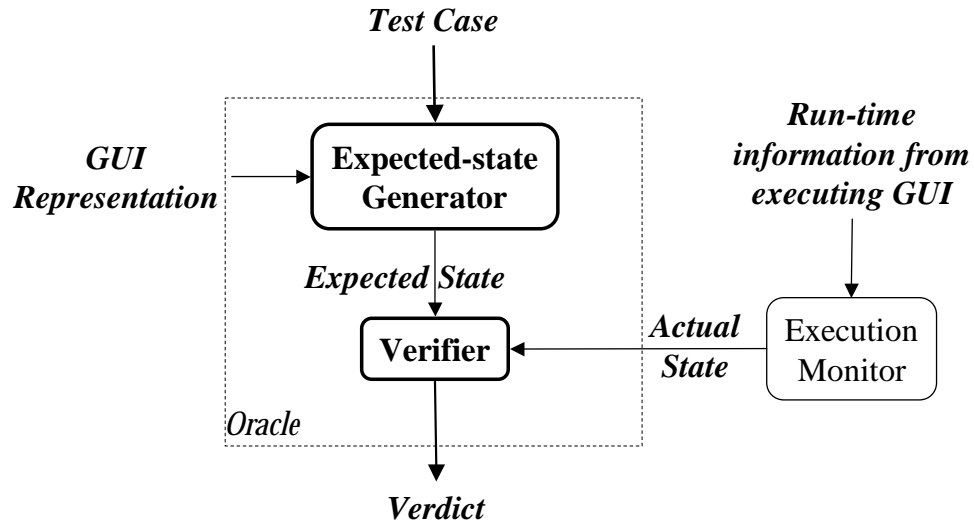 Test Case
Expected-state
Generator
GUI
Representation
Run-time
information from
executing GUI
Expected State
Verifier
Actual
State
Execution
Monitor
Oracle
Verdict